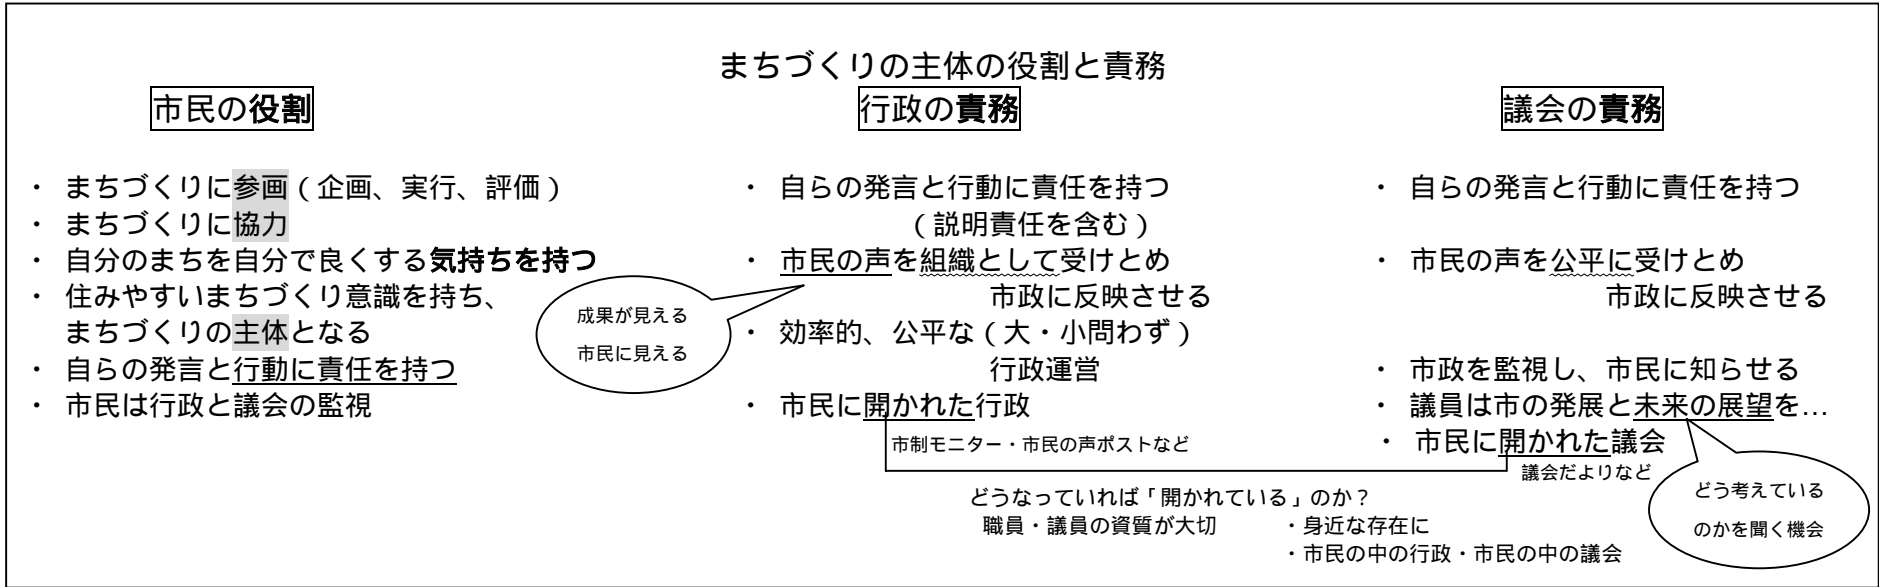 まちづくりの主体の役割と責務
市民の役割
・ まちづくりに参画（企画、実行、評価）
・ まちづくりに協力
・ 自分のまちを自分で良くする気持ちを持つ
・ 住みやすいまちづくり意識を持ち、
まちづくりの主体となる
・ 自らの発言と行動に責任を持つ
・ 市民は行政と議会の監視
行政の責務
・ 自らの発言と行動に責任を持つ
（説明責任を含む）
・ 市民の声を組織として受けとめ
市政に反映させる
成果が見える
市民に見える
・ 効率的、公平な（大・小問わず）
行政運営
・ 市民に開かれた行政
市制モニター・市民の声ポストなど
議会の責務
・ 自らの発言と行動に責任を持つ
・ 市民の声を公平に受けとめ
市政に反映させる
・ 市政を監視し、市民に知らせる
・ 議員は市の発展と未来の展望を…
・ 市民に開かれた議会
議会だよりなど
どう考えている
のかを聞く機会
どうなっていれば「開かれている」のか？
職員・議員の資質が大切 ・身近な存在に
・市民の中の行政・市民の中の議会